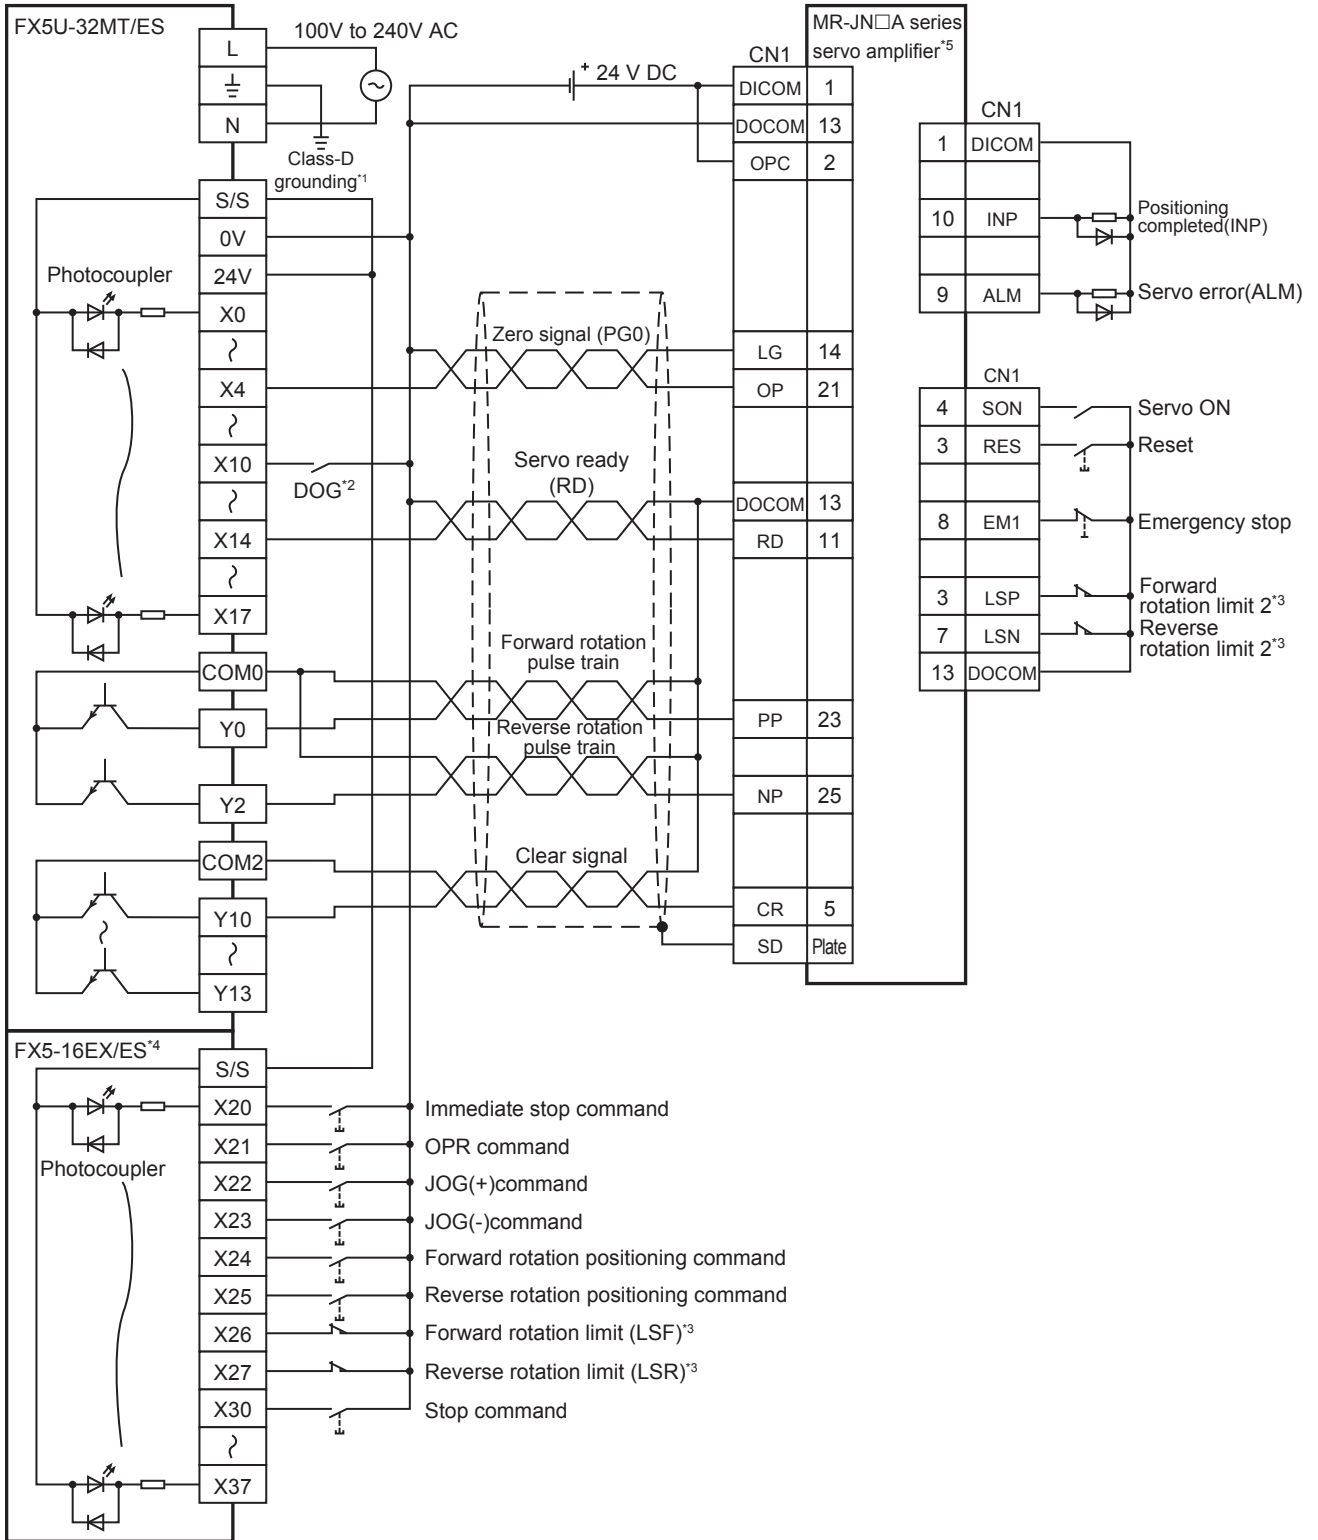 FX5U-32MT/ES
L
N
100V to 240V AC
Class-D
grounding*1
S/S
0V
24V
X0
X4
X10
X14
X17
COM0
Y0
Y2
COM2
Y10
Y13
Photocoupler
DOG*2
+ 24 V DC
Zero signal (PG0)
Servo ready
(RD)
Forward rotation
pulse train
Reverse rotation
pulse train
Clear signal
MR-JN□A series
servo amplifier*5
CN1
DICOM 1
DOCOM 13
OPC 2
LG 14
OP 21
DOCOM 13
RD 11
PP 23
NP 25
CR 5
SD Plate
CN1
1 DICOM
10 INP
Positioning
completed(INP)
9 ALM Servo error(ALM)
CN1
4 SON Servo ON
3 RES Reset
8 EM1 Emergency stop
3 LSP
Forward
rotation limit 2*3
7 LSN
Reverse
rotation limit 2*3
13 DOCOM
FX5-16EX/ES*4
S/S
Photocoupler
X20 Immediate stop command
X21 OPR command
X22 JOG(+)command
X23 JOG(-)command
X24 Forward rotation positioning command
X25 Reverse rotation positioning command
X26 Forward rotation limit (LSF)*3
X27 Reverse rotation limit (LSR)*3
X30 Stop command
X37